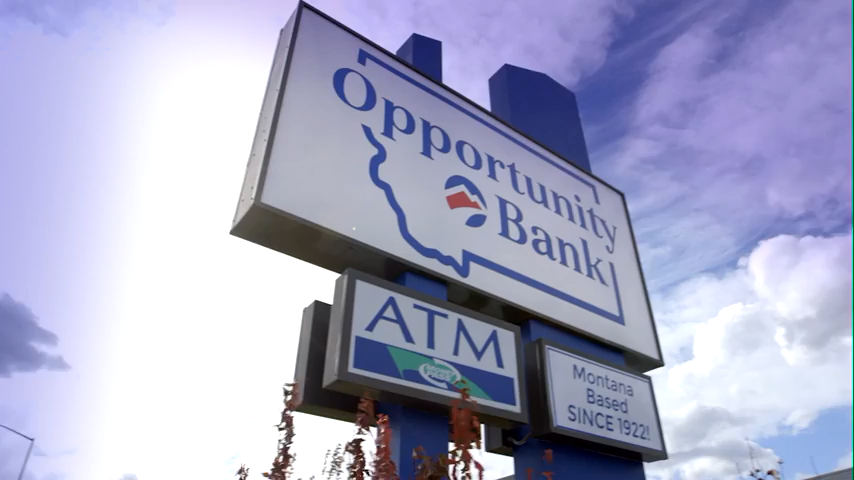 Opportunity
Bank
ATM
Montana
Based
SINCE 1922!